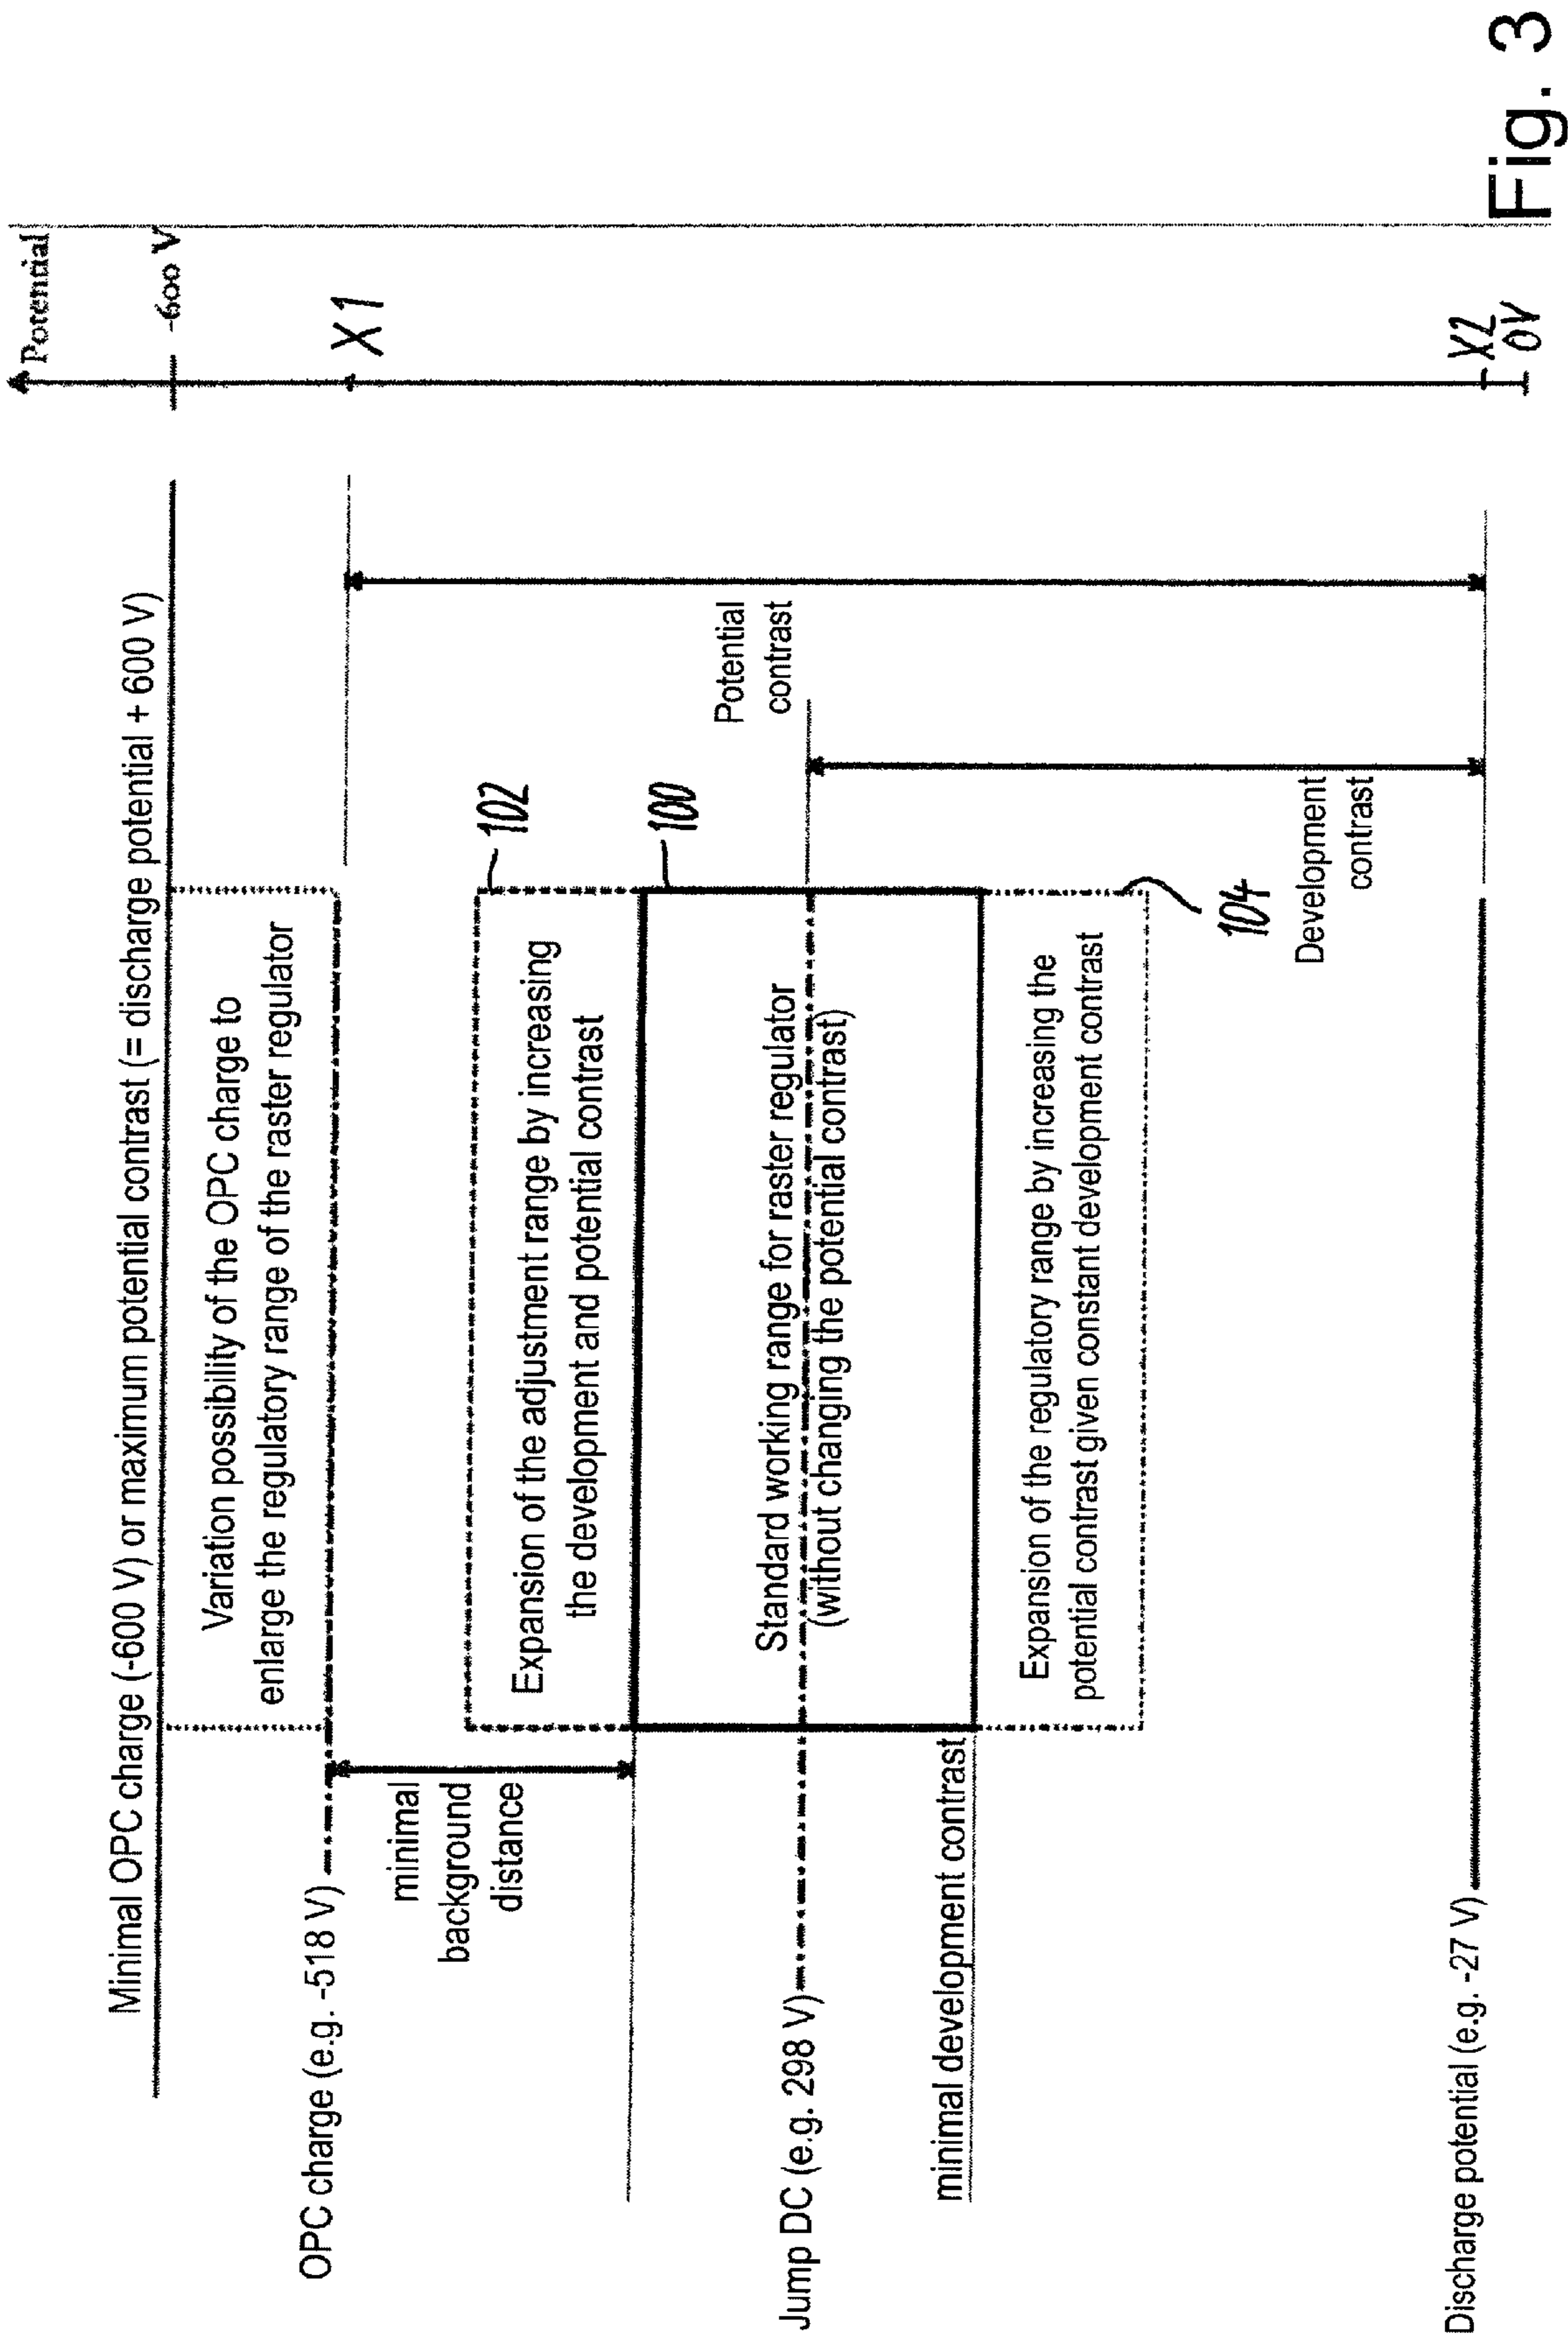 Minimal OPC charge (-600 V) or maximum potential contrast (= discharge potential + 600 V)
Potential
-600 V
Variation possibility of the OPC charge to
enlarge the regulatory range of the raster regulator
OPC charge (e.g. -518 V)
X1
minimal
background
distance
102
Expansion of the adjustment range by increasing
the development and potential contrast
100
Potential
contrast
Standard working range for raster regulator
(without changing the potential contrast)
Jump DC (e.g. 298 V)
minimal development contrast
Expansion of the regulatory range by increasing the
potential contrast given constant development contrast
104
Development
contrast
Discharge potential (e.g. -27 V)
X2
0V
Fig. 3